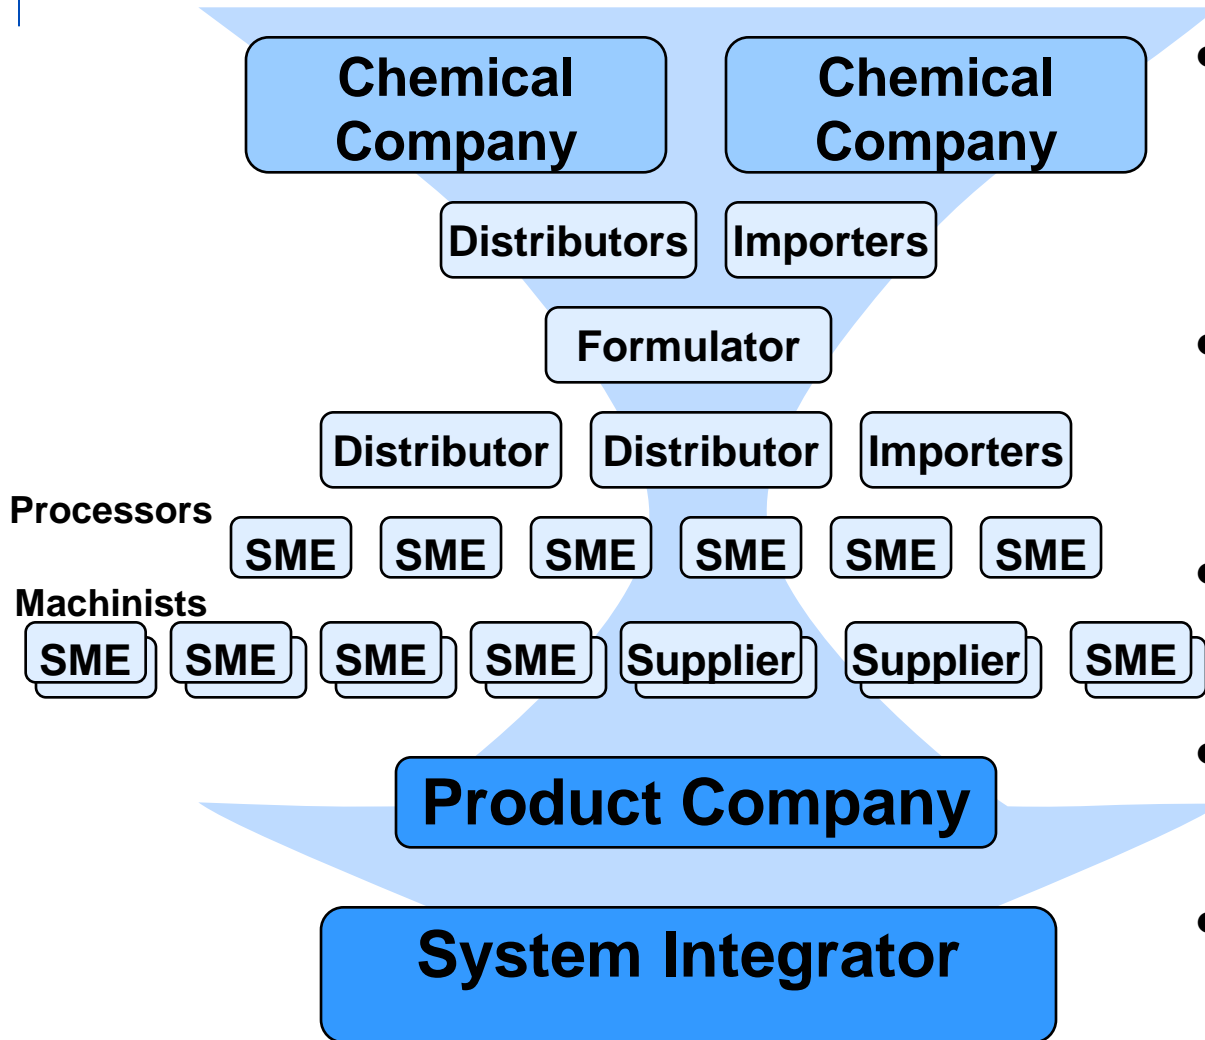 Chemical Company
Chemical Company
Distributors
Importers
Formulator
Distributor
Distributor
Importers
Processors
SME
SME
SME
SME
SME
SME
Machinists
SME
SME
SME
SME
Supplier
Supplier
SME
Product Company
System Integrator